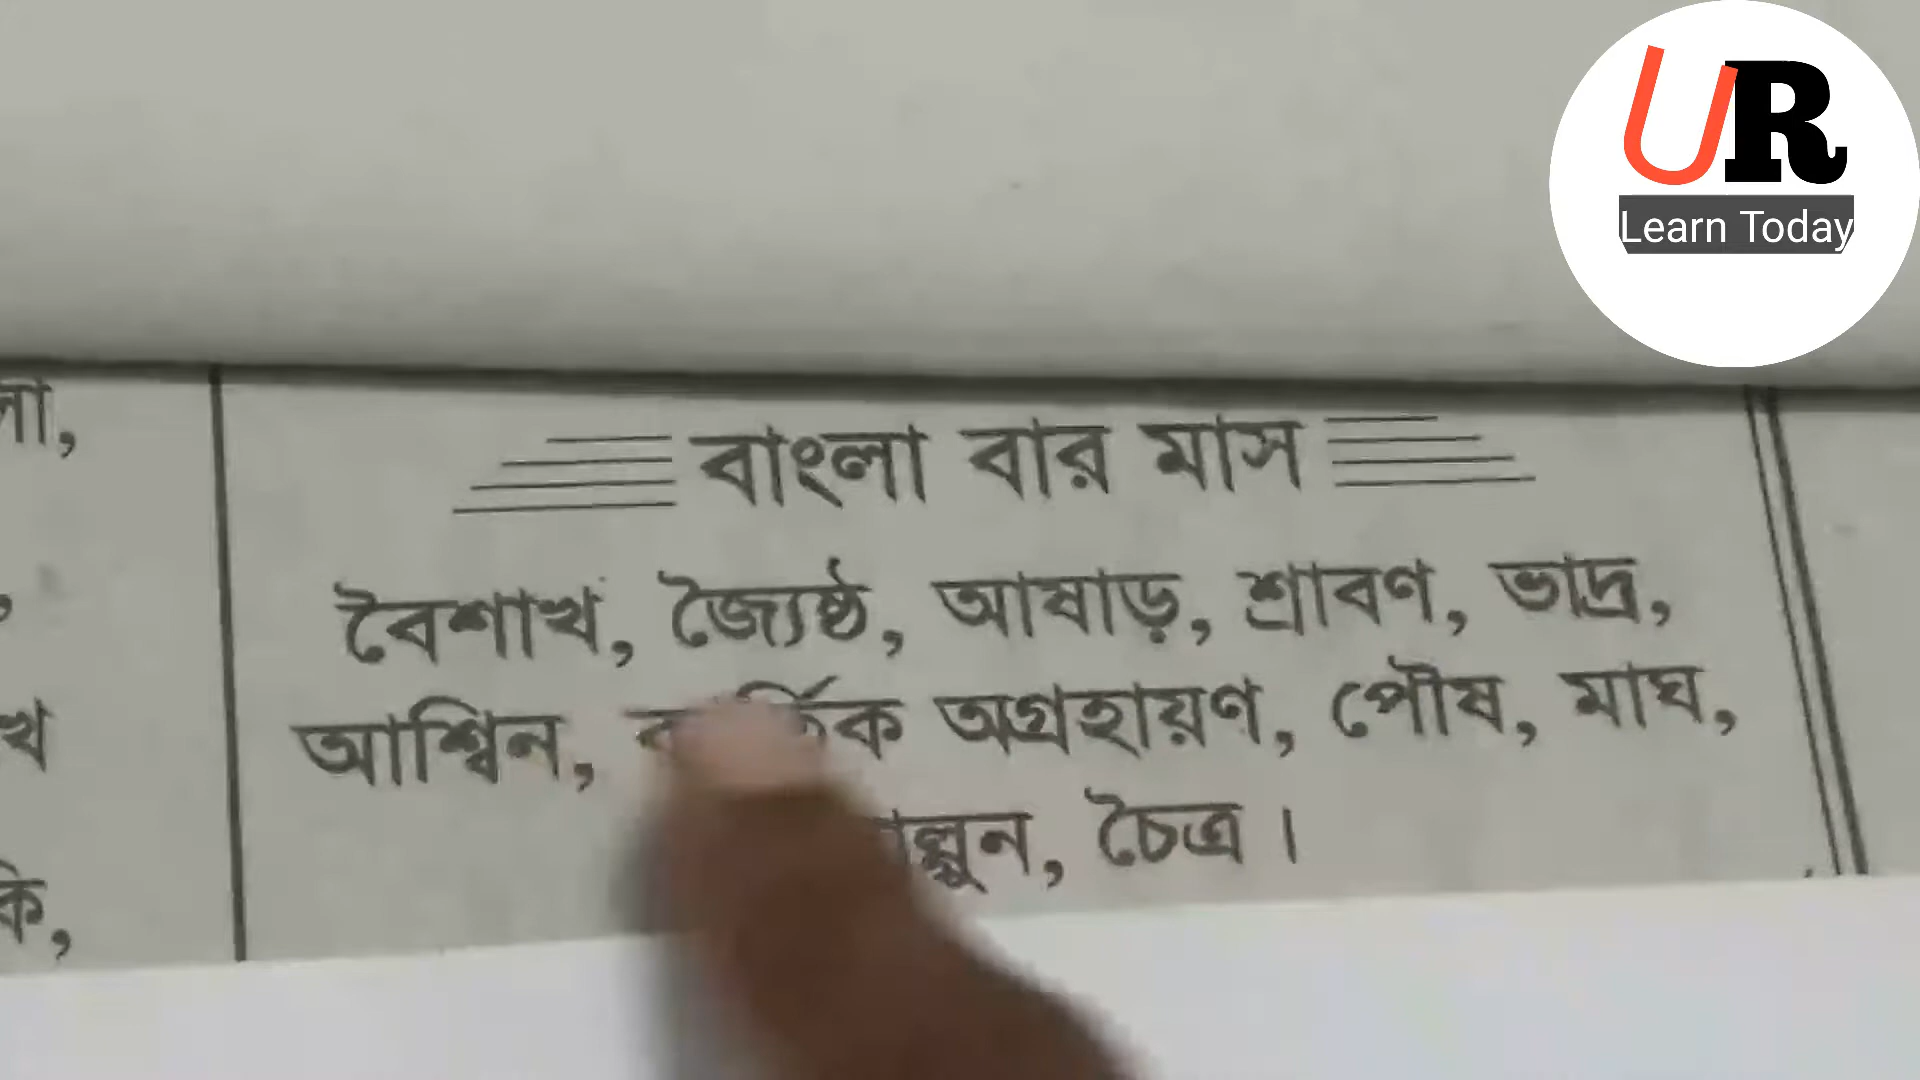 UR
Learn Today
বাংলা বার মাস
বৈশাখ, জ্যৈষ্ঠ, আষাড়, শ্রাবণ, ভাদ্র,
আশ্বিন, অগ্রহায়ণ, পৌষ, মাঘ,
চৈত্র।